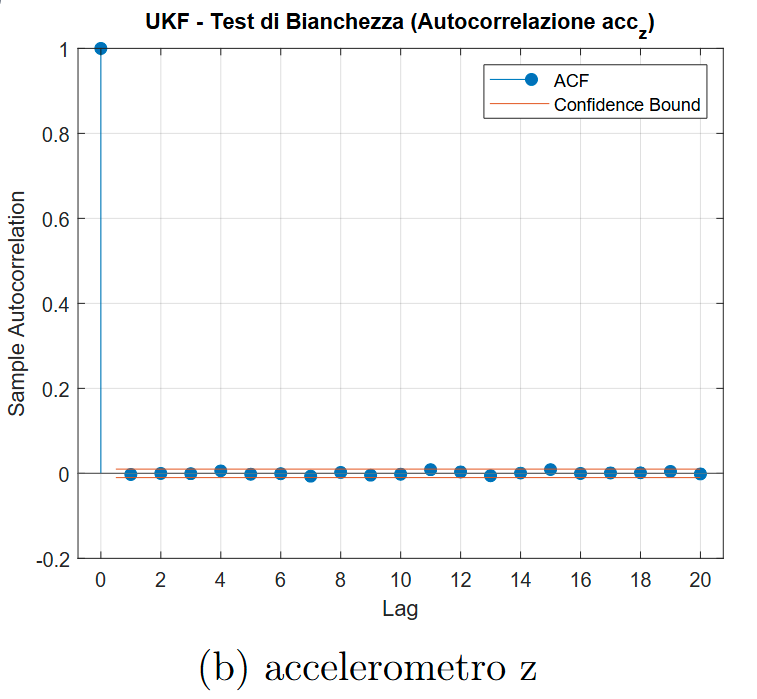 UKF - Test di Bianchezza (Autocorrelazione acc_z)
ACF
Confidence Bound
1
0.8
0.6
0.4
0.2
0
-0.2
Sample Autocorrelation
0 2 4 6 8 10 12 14 16 18 20
Lag
(b) accelerometro z